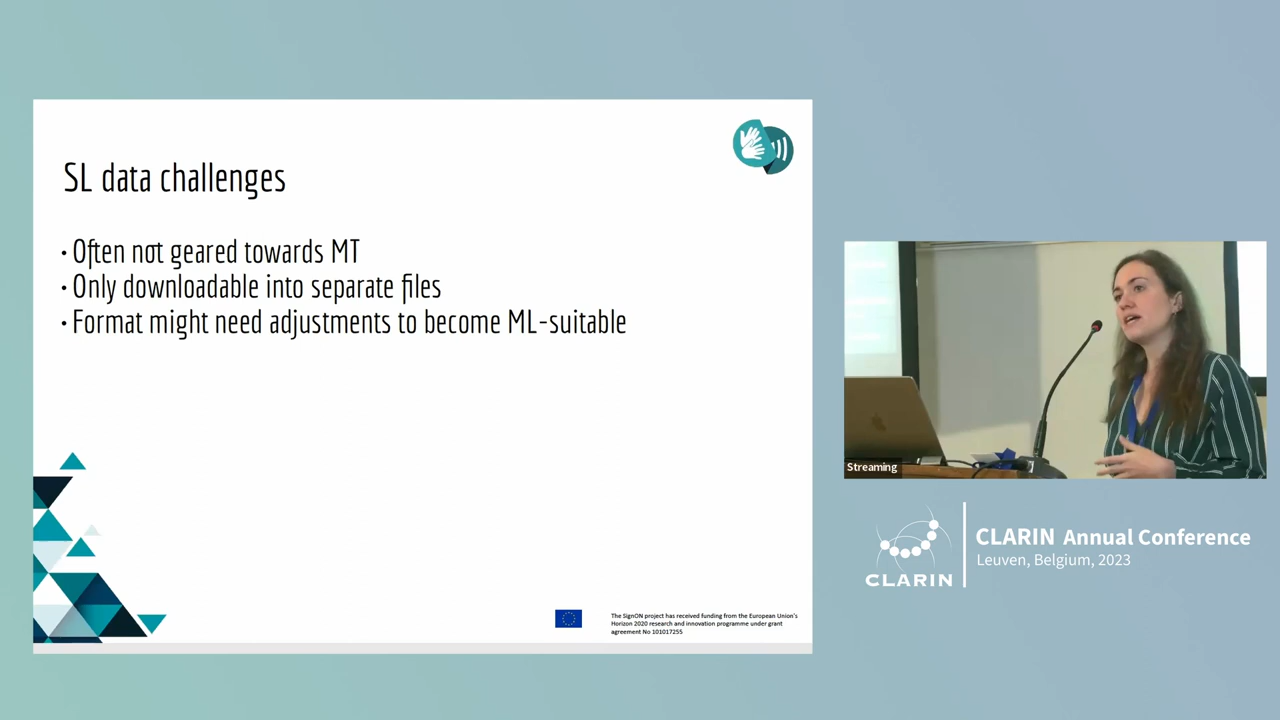 SL data challenges
• Often not geared towards MT
• Only downloadable into separate files
• Format might need adjustments to become ML-suitable
The SignON project has received funding from the European Union's
Horizon 2020 research and innovation programme under grant
agreement No 101017255
Streaming
CLARIN
CLARIN Annual Conference
Leuven, Belgium, 2023